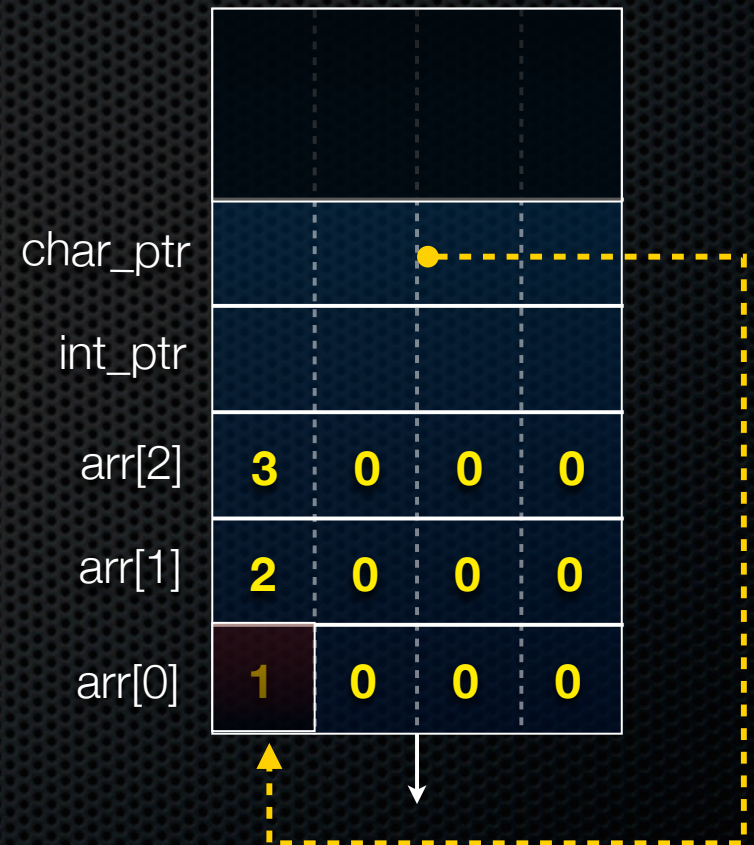 char_ptr
int_ptr
arr[2] 3 0 0 0
arr[1] 2 0 0 0
arr[0] 1 0 0 0